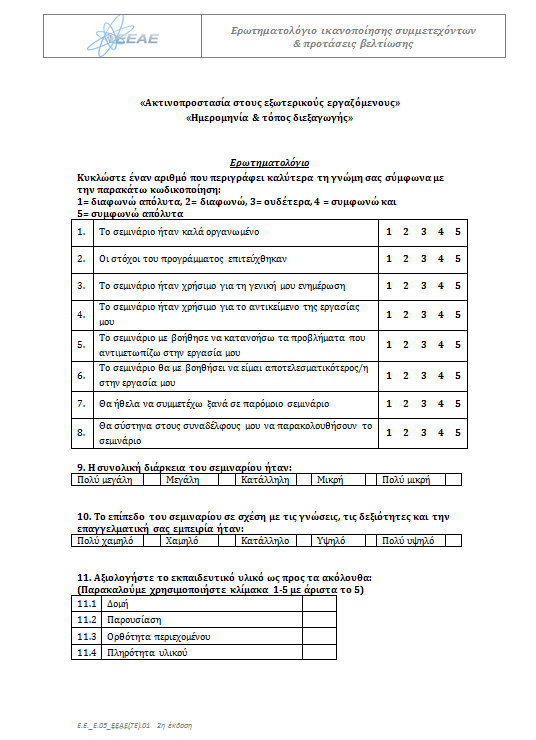 ΕΕΑΕ
Ερωτηματολόγιο ικανοποίησης συμμετεχόντων
& προτάσεις βελτίωσης
«Ακτινοπροστασία στους εξωτερικούς εργαζόμενους»
«Ημερομηνία & τόπος διεξαγωγής»
Ερωτηματολόγιο
Κυκλώστε έναν αριθμό που περιγράφει καλύτερα τη γνώμη σας σύμφωνα με
την παρακάτω κωδικοποίηση:
1= διαφωνώ απόλυτα, 2= διαφωνώ, 3= ουδέτερα, 4 = συμφωνώ και
5= συμφωνώ απόλυτα
1. Το σεμινάριο ήταν καλά οργανωμένο 1 2 3 4 5
2. Οι στόχοι του προγράμματος επιτεύχθηκαν 1 2 3 4 5
3. Το σεμινάριο ήταν χρήσιμο για τη γενική μου ενημέρωση 1 2 3 4 5
4. Το σεμινάριο ήταν χρήσιμο για το αντικείμενο της εργασίας
μου 1 2 3 4 5
5. Το σεμινάριο με βοήθησε να κατανοήσω τα προβλήματα που
αντιμετωπίζω στην εργασία μου 1 2 3 4 5
6. Το σεμινάριο θα με βοηθήσει να είμαι αποτελεσματικότερος/η
στην εργασία μου 1 2 3 4 5
7. Θα ήθελα να συμμετέχω ξανά σε παρόμοιο σεμινάριο 1 2 3 4 5
8. Θα σύστηνα στους συναδέλφους μου να παρακολουθήσουν το
σεμινάριο 1 2 3 4 5
9. Η συνολική διάρκεια του σεμιναρίου ήταν:
Πολύ μεγάλη Μεγάλη Κατάλληλη Μικρή Πολύ μικρή
10. Το επίπεδο του σεμιναρίου σε σχέση με τις γνώσεις, τις δεξιότητες και την
επαγγελματική σας εμπειρία ήταν:
Πολύ χαμηλό Χαμηλό Κατάλληλο Υψηλό Πολύ υψηλό
11. Αξιολογήστε το εκπαιδευτικό υλικό ως προς τα ακόλουθα:
(Παρακαλούμε χρησιμοποιήστε κλίμακα 1-5 με άριστα το 5)
11.1 Δομή
11.2 Παρουσίαση
11.3 Ορθότητα περιεχομένου
11.4 Πληρότητα υλικού
Ε.Ε._Ε.05_ΕΕΑΕ(ΤΕ).01 2η έκδοση